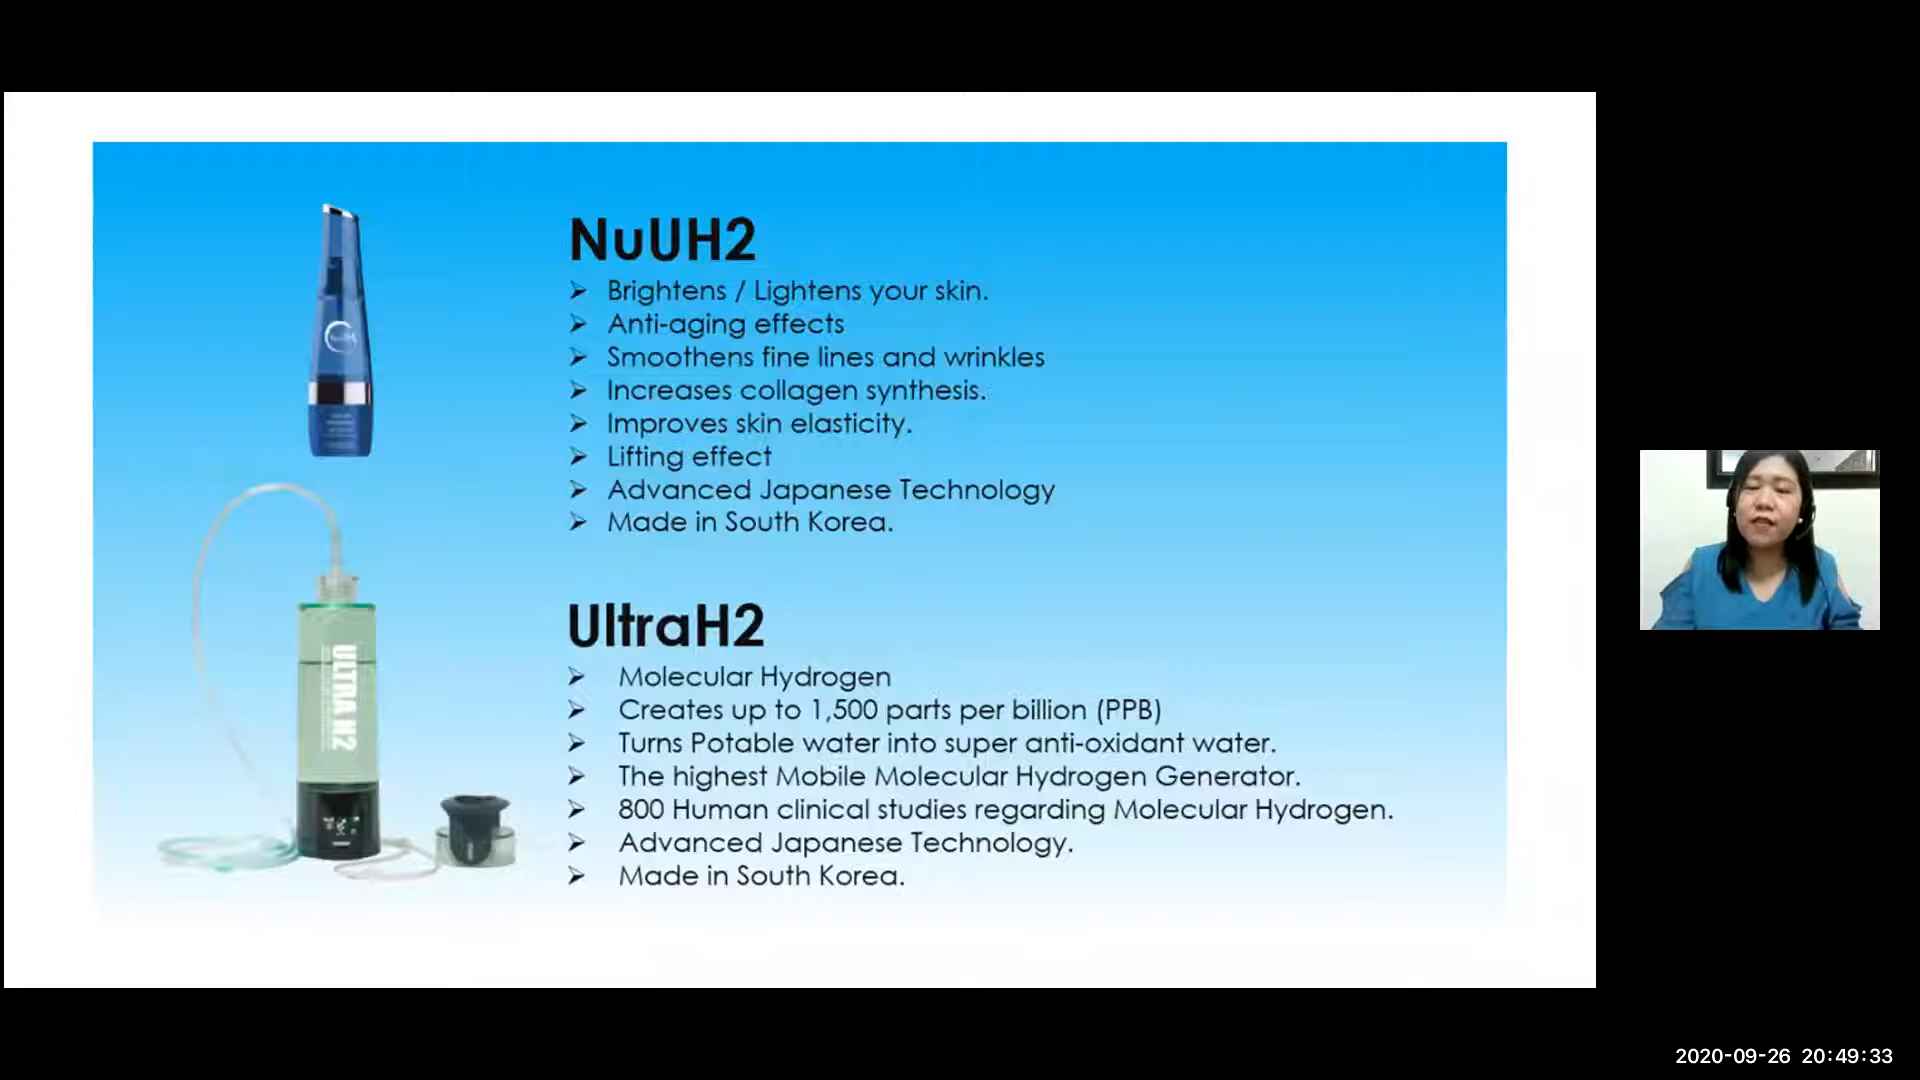 NuUH2
➢ Brightens / Lightens your skin.
➢ Anti-aging effects
➢ Smoothens fine lines and wrinkles
➢ Increases collagen synthesis.
➢ Improves skin elasticity.
➢ Lifting effect
➢ Advanced Japanese Technology
➢ Made in South Korea.
ULTRA H2
UltraH2
➢ Molecular Hydrogen
➢ Creates up to 1,500 parts per billion (PPB)
➢ Turns Potable water into super anti-oxidant water.
➢ The highest Mobile Molecular Hydrogen Generator.
➢ 800 Human clinical studies regarding Molecular Hydrogen.
➢ Advanced Japanese Technology.
➢ Made in South Korea.
2020-09-26 20:49:33